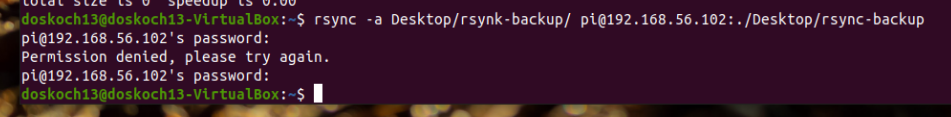 total size is 0  speedup is 0.00
doskoch13@doskoch13-VirtualBox:~$ rsync -a Desktop/rsynk-backup/ pi@192.168.56.102:./Desktop/rsync-backup
pi@192.168.56.102's password:
Permission denied, please try again.
pi@192.168.56.102's password:
doskoch13@doskoch13-VirtualBox:~$